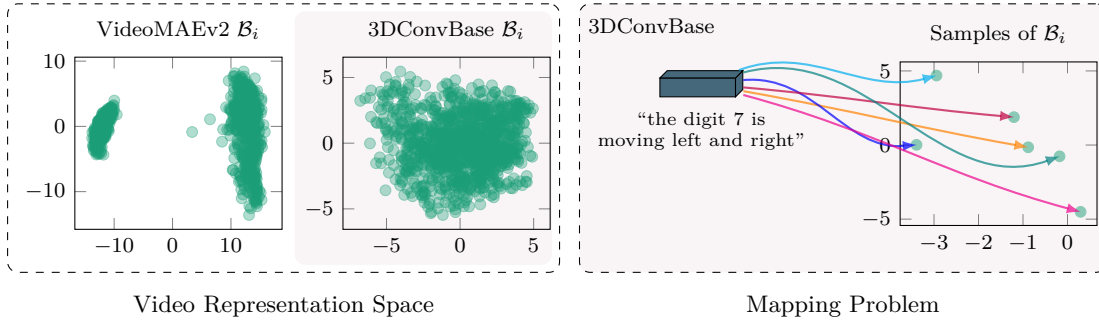 VideoMAEv2 ℬᵢ
10
0
−10
−10
0
10
3DConvBase ℬᵢ
5
0
−5
−5
0
5
Video Representation Space
3DConvBase
“the digit 7 is
moving left and right”
Samples of ℬᵢ
5
0
−5
−3
−2
−1
0
Mapping Problem